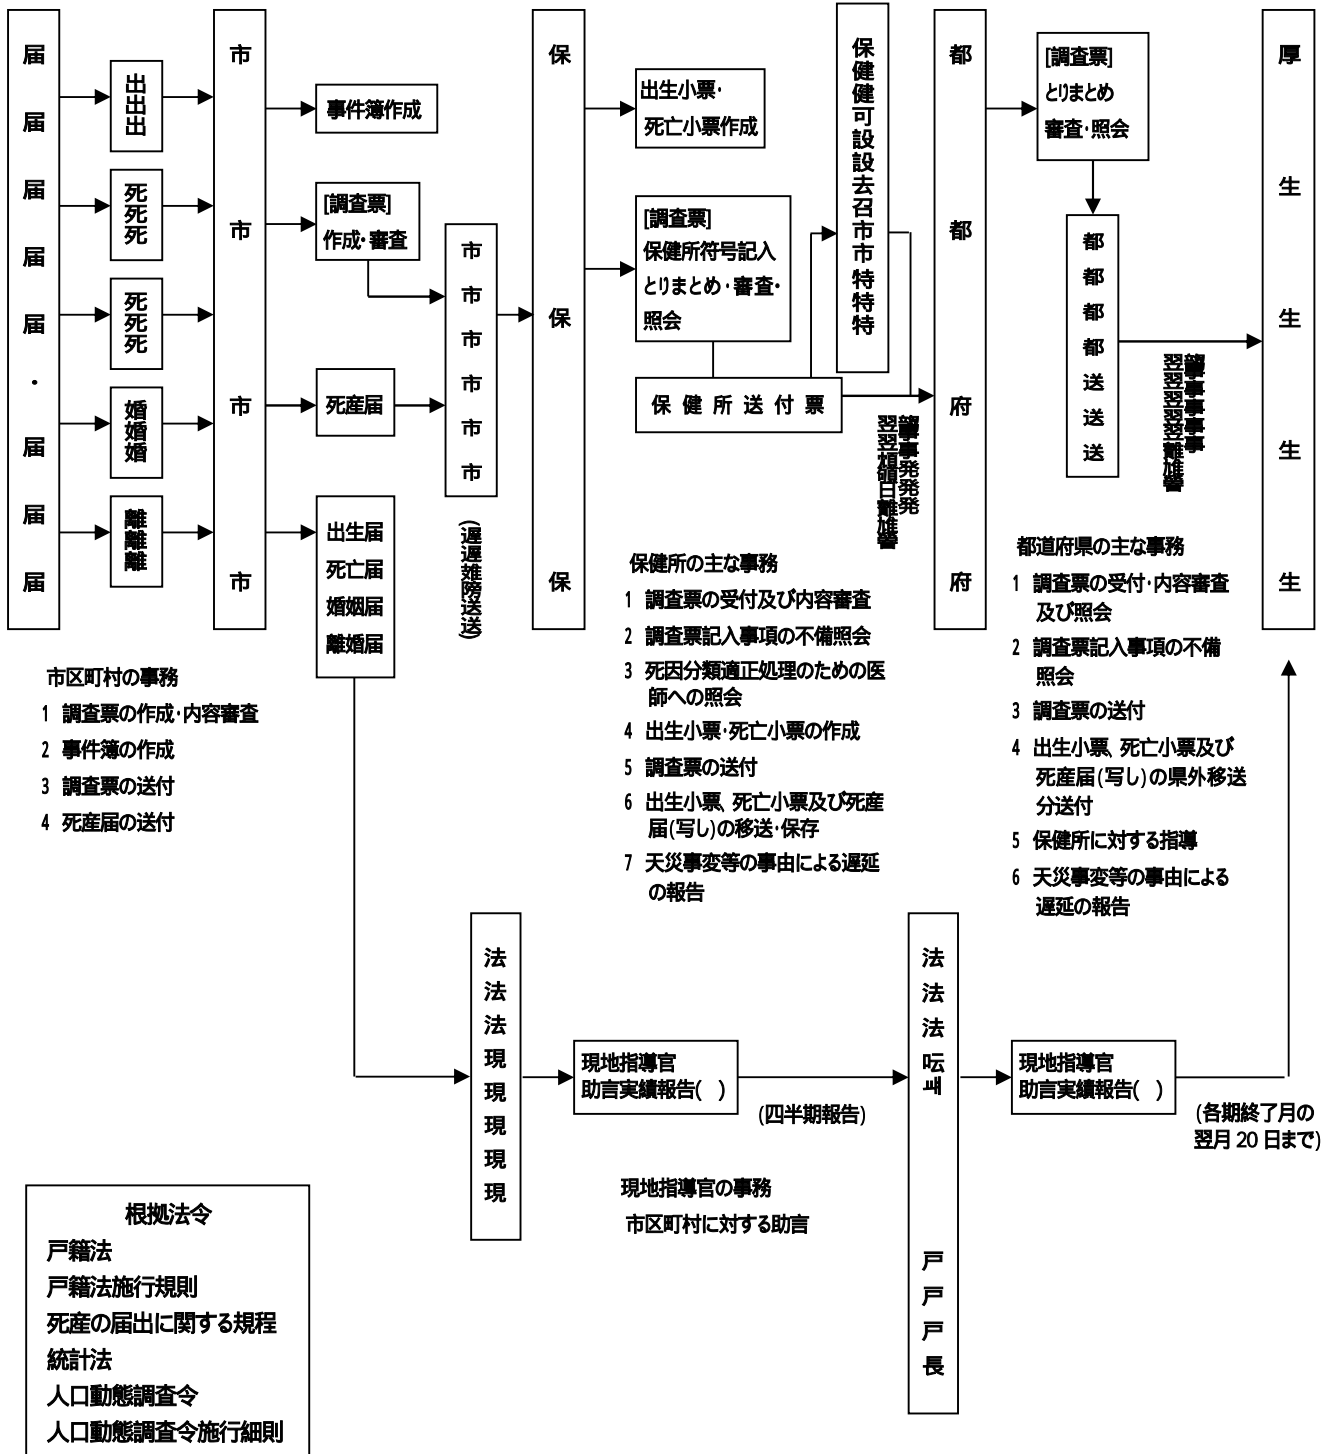 届
届
届
届
届
・
届
届
届
出
出
出
死
死
死
死
死
死
婚
婚
婚
離
離
離
市
市
市
市
事件簿作成
[調査票]
作成・審査
死産届
出生届
死亡届
婚姻届
離婚届
市
市
市
市
市
市
保
保
保
出生小票・
死亡小票作成
[調査票]
保健所符号記入
とりまとめ・審査・
照会
保健所送付票
保
健
健
可
設
設
去
召
市
市
特
特
特
都
都
府
府
[調査票]
とりまとめ
審査・照会
都
都
都
都
送
送
送
厚
生
生
生
生
市区町村の事務
1 調査票の作成・内容審査
2 事件簿の作成
3 調査票の送付
4 死産届の送付
保健所の主な事務
1 調査票の受付及び内容審査
2 調査票記入事項の不備照会
3 死因分類適正処理のための医
師への照会
4 出生小票・死亡小票の作成
5 調査票の送付
6 出生小票、死亡小票及び死産
届(写し)の移送・保存
7 天災事変等の事由による遅延
の報告
都道府県の主な事務
1 調査票の受付・内容審査
及び照会
2 調査票記入事項の不備
照会
3 調査票の送付
4 出生小票、死亡小票及び
死産届(写し)の県外移送
分送付
5 保健所に対する指導
6 天災事変等の事由による
遅延の報告
法
法
法
現
現
現
現
現
現地指導官
助言実績報告( )
(四半期報告)
法
法
法
戸
戸
戸
長
現地指導官
助言実績報告( )
(各期終了月の
翌月20日まで)
現地指導官の事務
市区町村に対する助言
根拠法令
戸籍法
戸籍法施行規則
死産の届出に関する規程
統計法
人口動態調査令
人口動態調査令施行細則